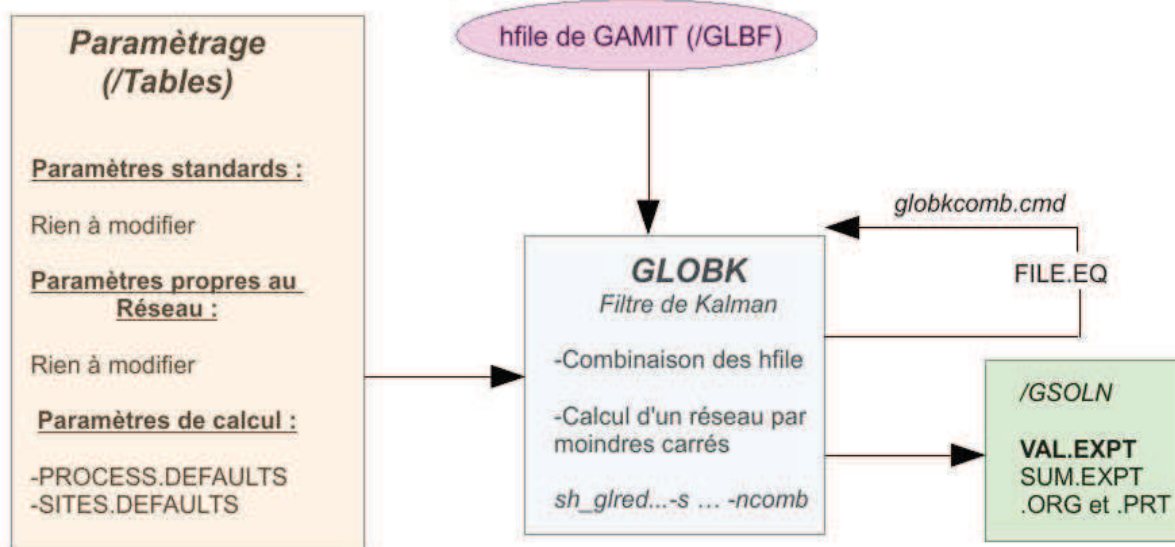 Paramètrage
(/Tables)
Paramètres standards :
Rien à modifier
Paramètres propres au
Réseau :
Rien à modifier
Paramètres de calcul :
-PROCESS.DEFAULTS
-SITES.DEFAULTS
hfile de GAMIT (/GLBF)
GLOBK
Filtre de Kalman
-Combinaison des hfile
-Calcul d'un réseau par
moindres carrés
sh_glred...-s ... -ncomb
globkcomb.cmd
FILE.EQ
/GSOLN
VAL.EXPT
SUM.EXPT
.ORG et .PRT